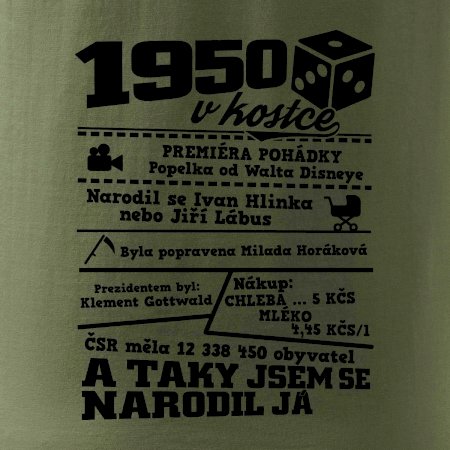 1950
v kostce
PREMIÉRA POHÁDKY
Popelka od Walta Disneye
Narodil se Ivan Hlinka
nebo Jiří Lábus
Byla popravena Milada Horáková
Prezidentem byl:
Klement Gottwald
Nákup:
CHLEBA ... 5 KČS
MLÉKO
4,45 KČS/l
ČSR měla 12 338 450 obyvatel
A TAKY JSEM SE
NARODIL JÁ